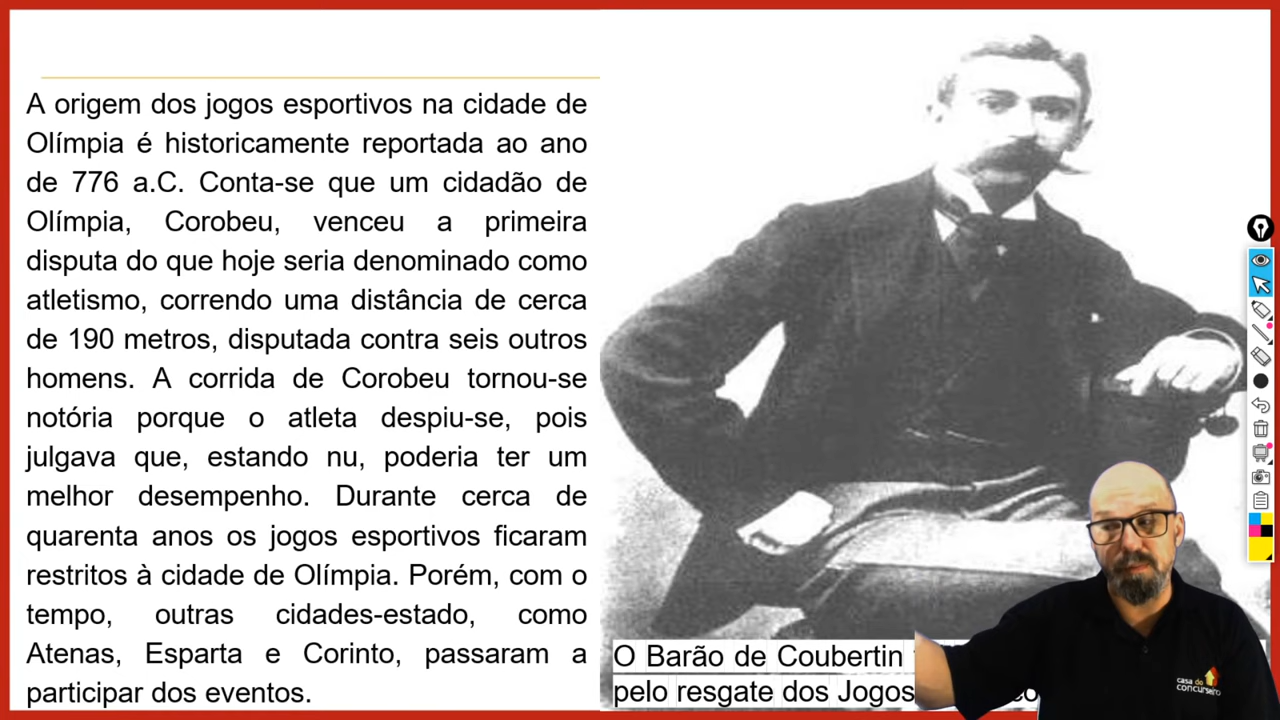 A origem dos jogos esportivos na cidade de
Olímpia é historicamente reportada ao ano
de 776 a.C. Conta-se que um cidadão de
Olímpia, Corobeu, venceu a primeira
disputa do que hoje seria denominado como
atletismo, correndo uma distância de cerca
de 190 metros, disputada contra seis outros
homens. A corrida de Corobeu tornou-se
notória porque o atleta despiu-se, pois
julgava que, estando nu, poderia ter um
melhor desempenho. Durante cerca de
quarenta anos os jogos esportivos ficaram
restritos à cidade de Olímpia. Porém, com o
tempo, outras cidades-estado, como
Atenas, Esparta e Corinto, passaram a
participar dos eventos.
O Barão de Coubertin
pelo resgate dos Jogos
casa do
concurseiro